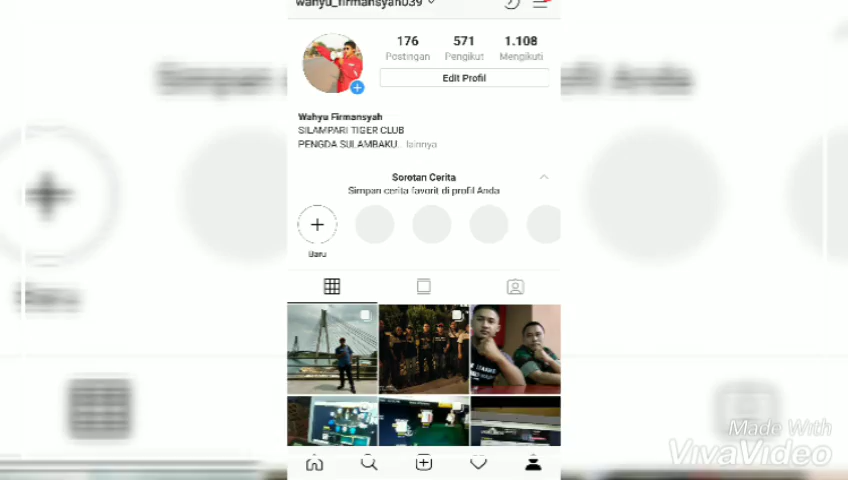 wahyu_firmansyah039
176
571
1.108
Postingan
Pengikut
Mengikuti
Edit Profil
Wahyu Firmansyah
SILAMPARI TIGER CLUB
PENGDA SULAMBAKU... lainnya
Sorotan Cerita
Simpan cerita favorit di profil Anda
Baru
Made With
VivaVideo